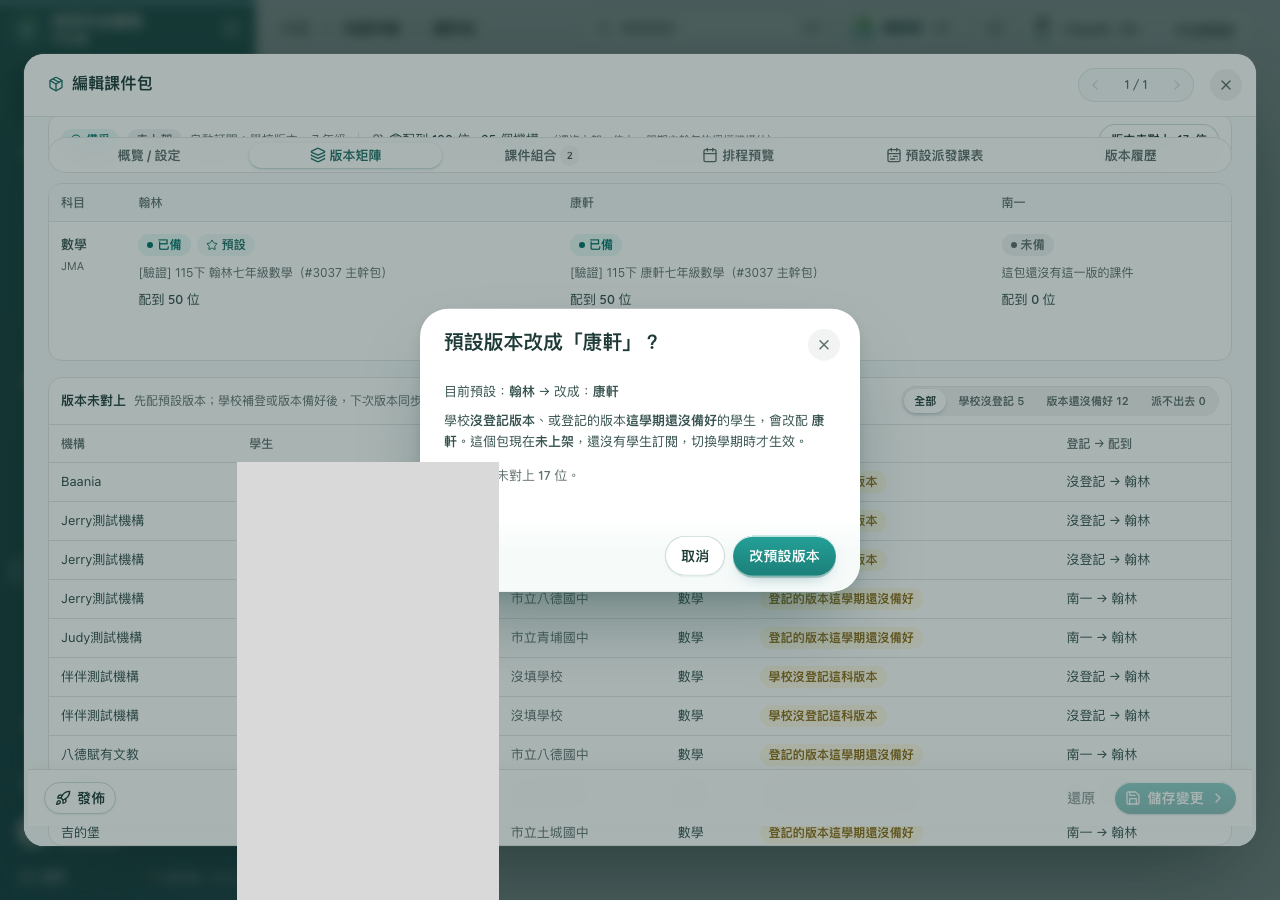 編輯課件包
1 / 1
概覽 / 設定
版本矩陣
課件組合 2
排程預覽
預設派發課表
版本履歷
科目 翰林 康軒 南一
數學 已備 預設 已備 未備
JMA [驗證] 115下 翰林七年級數學（#3037 主幹包） [驗證] 115下 康軒七年級數學（#3037 主幹包） 這包還沒有這一版的課件
配到 50 位 配到 50 位 配到 0 位
預設版本改成「康軒」？
目前預設：翰林 → 改成：康軒
學校沒登記版本、或登記的版本這學期還沒備好的學生，會改配 康
軒。這個包現在未上架，還沒有學生訂閱，切換學期時才生效。
未對上 17 位。
取消 改預設版本
版本未對上 先配預設版本；學校補登或版本備好後，下次版本同步
全部 學校沒登記 5 版本還沒備好 12 派不出去 0
機構 學生 登記 → 配到
Baania 版本 沒登記 → 翰林
Jerry測試機構 版本 沒登記 → 翰林
Jerry測試機構 版本 沒登記 → 翰林
Jerry測試機構 市立八德國中 數學 登記的版本這學期還沒備好 南一 → 翰林
Judy測試機構 市立青埔國中 數學 登記的版本這學期還沒備好 南一 → 翰林
伴伴測試機構 沒填學校 數學 學校沒登記這科版本 沒登記 → 翰林
伴伴測試機構 沒填學校 數學 學校沒登記這科版本 沒登記 → 翰林
八德賦有文教 市立八德國中 數學 登記的版本這學期還沒備好 南一 → 翰林
發佈 還原 儲存變更
吉的堡 市立土城國中 數學 登記的版本這學期還沒備好 南一 → 翰林